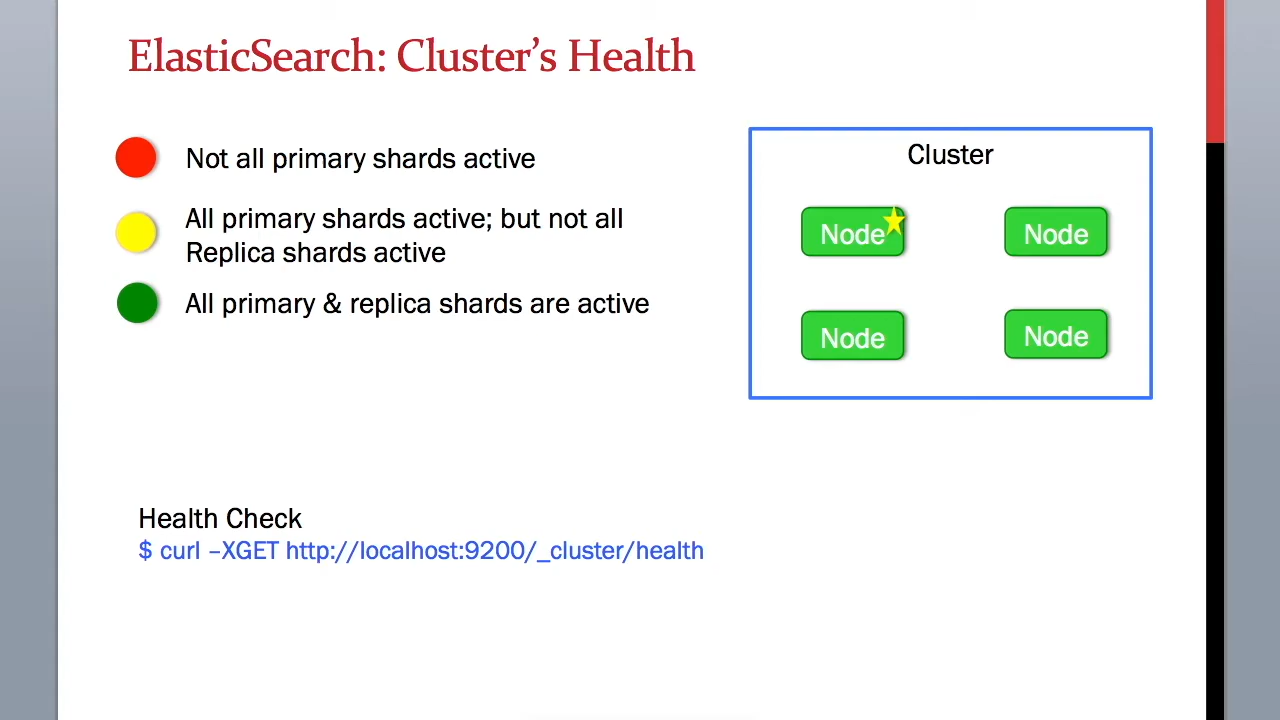 ElasticSearch: Cluster’s Health
Not all primary shards active
All primary shards active; but not all
Replica shards active
All primary & replica shards are active
Cluster
Node
Node
Node
Node
Health Check
$ curl –XGET http://localhost:9200/_cluster/health